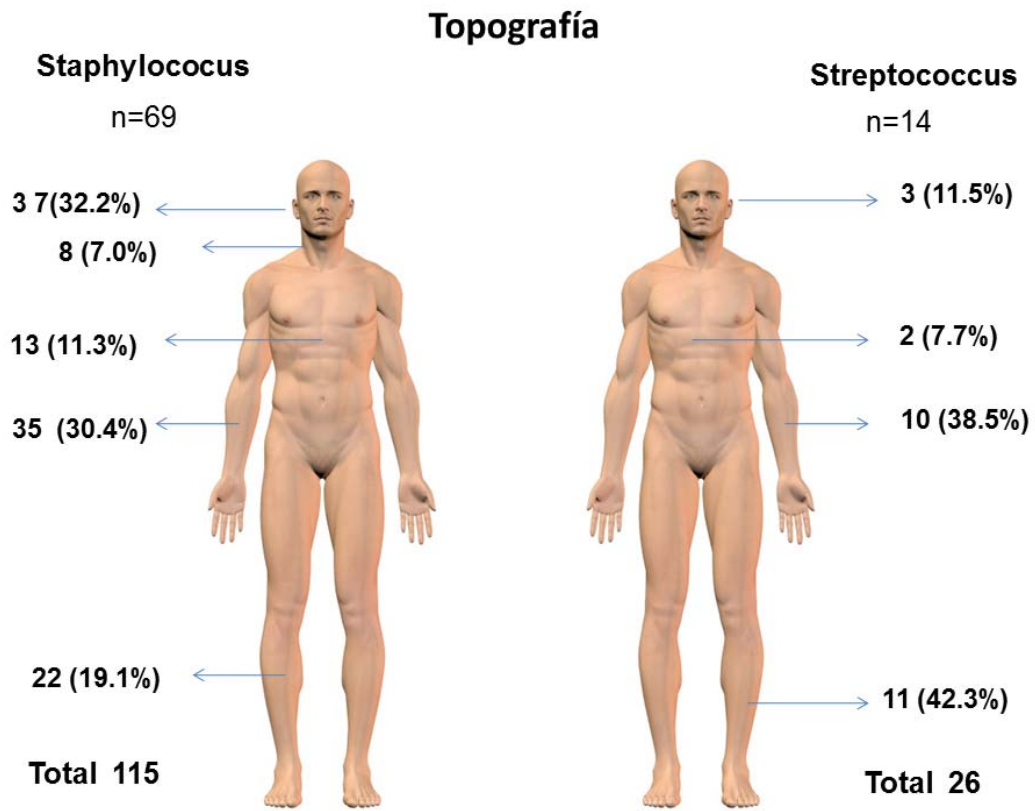 Topografía
Staphylococus
n=69
3 7(32.2%)
8 (7.0%)
13 (11.3%)
35 (30.4%)
22 (19.1%)
Total 115
Streptococcus
n=14
3 (11.5%)
2 (7.7%)
10 (38.5%)
11 (42.3%)
Total 26